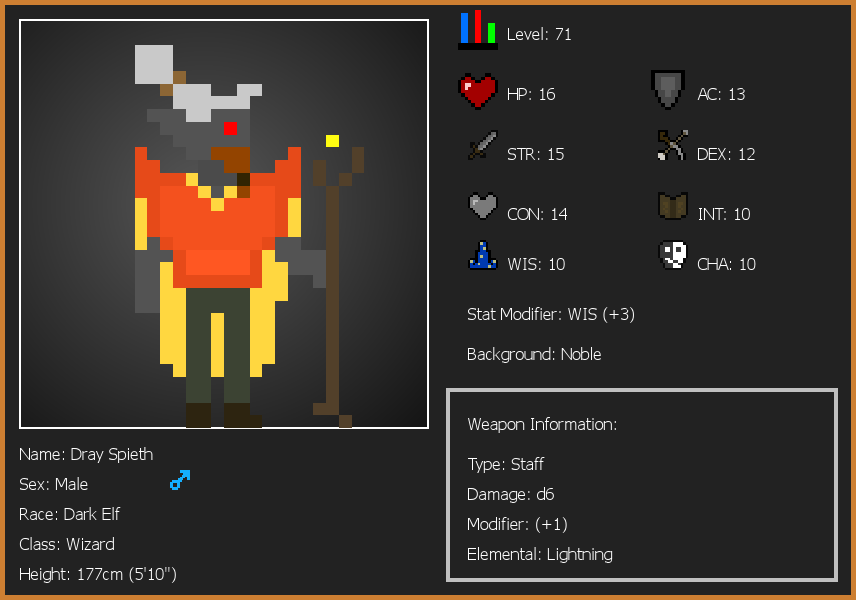 Level: 71
HP: 16
AC: 13
STR: 15
DEX: 12
CON: 14
INT: 10
WIS: 10
CHA: 10
Stat Modifier: WIS (+3)
Background: Noble
Weapon Information:
Type: Staff
Damage: d6
Modifier: (+1)
Elemental: Lightning
Name: Dray Spieth
Sex: Male
Race: Dark Elf
Class: Wizard
Height: 177cm (5'10")